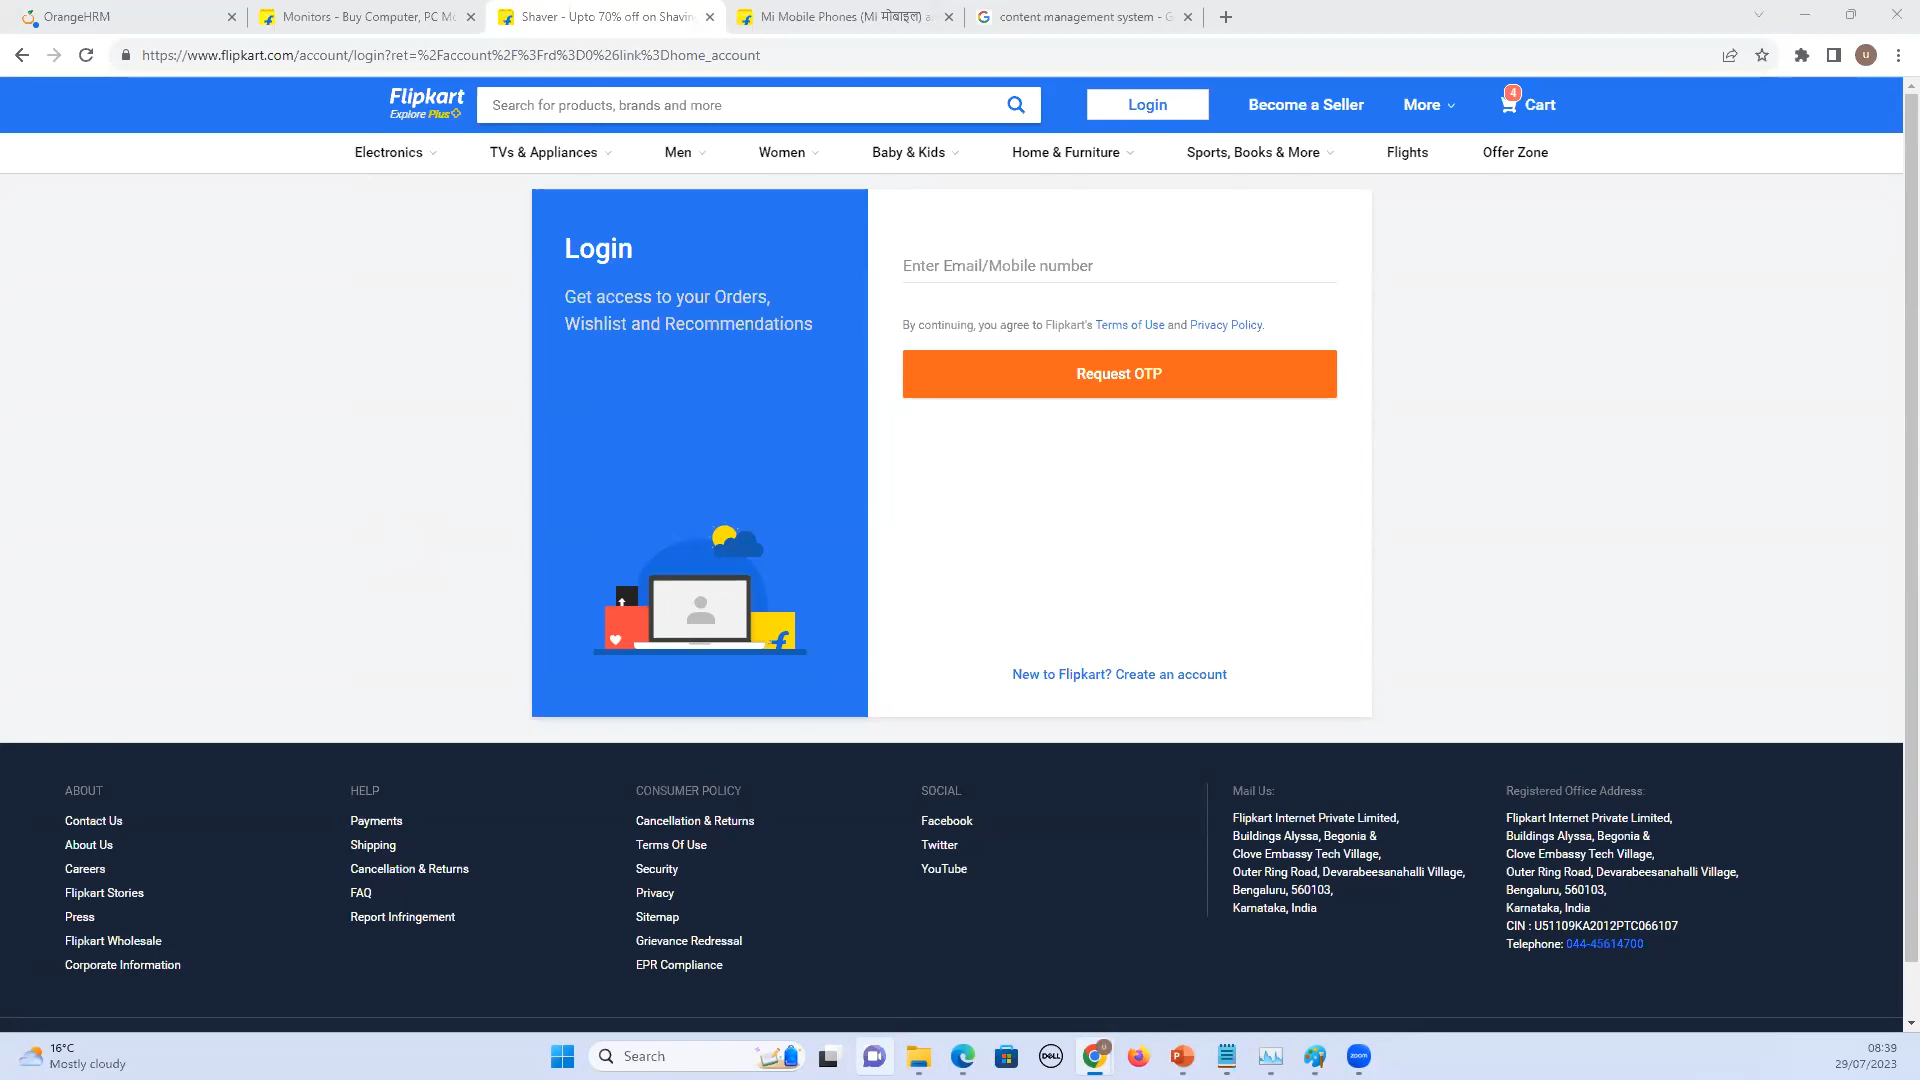 OrangeHRM
Monitors - Buy Computer, PC Mo
Shaver - Upto 70% off on Shavin
Mi Mobile Phones (Mi मोबाइल) a
content management system - G
https://www.flipkart.com/account/login?ret=%2Faccount%2F%3Frd%3D0%26link%3Dhome_account
u
Flipkart
Explore Plus
Search for products, brands and more
Login
Become a Seller
More
4
Cart
Electronics
TVs & Appliances
Men
Women
Baby & Kids
Home & Furniture
Sports, Books & More
Flights
Offer Zone
Login
Get access to your Orders,
Wishlist and Recommendations
Enter Email/Mobile number
By continuing, you agree to Flipkart's Terms of Use and Privacy Policy.
Request OTP
New to Flipkart? Create an account
ABOUT
Contact Us
About Us
Careers
Flipkart Stories
Press
Flipkart Wholesale
Corporate Information
HELP
Payments
Shipping
Cancellation & Returns
FAQ
Report Infringement
CONSUMER POLICY
Cancellation & Returns
Terms Of Use
Security
Privacy
Sitemap
Grievance Redressal
EPR Compliance
SOCIAL
Facebook
Twitter
YouTube
Mail Us:
Flipkart Internet Private Limited,
Buildings Alyssa, Begonia &
Clove Embassy Tech Village,
Outer Ring Road, Devarabeesanahalli Village,
Bengaluru, 560103,
Karnataka, India
Registered Office Address:
Flipkart Internet Private Limited,
Buildings Alyssa, Begonia &
Clove Embassy Tech Village,
Outer Ring Road, Devarabeesanahalli Village,
Bengaluru, 560103,
Karnataka, India
CIN : U51109KA2012PTC066107
Telephone: 044-45614700
16°C
Mostly cloudy
Search
DELL
zoom
08:39
29/07/2023